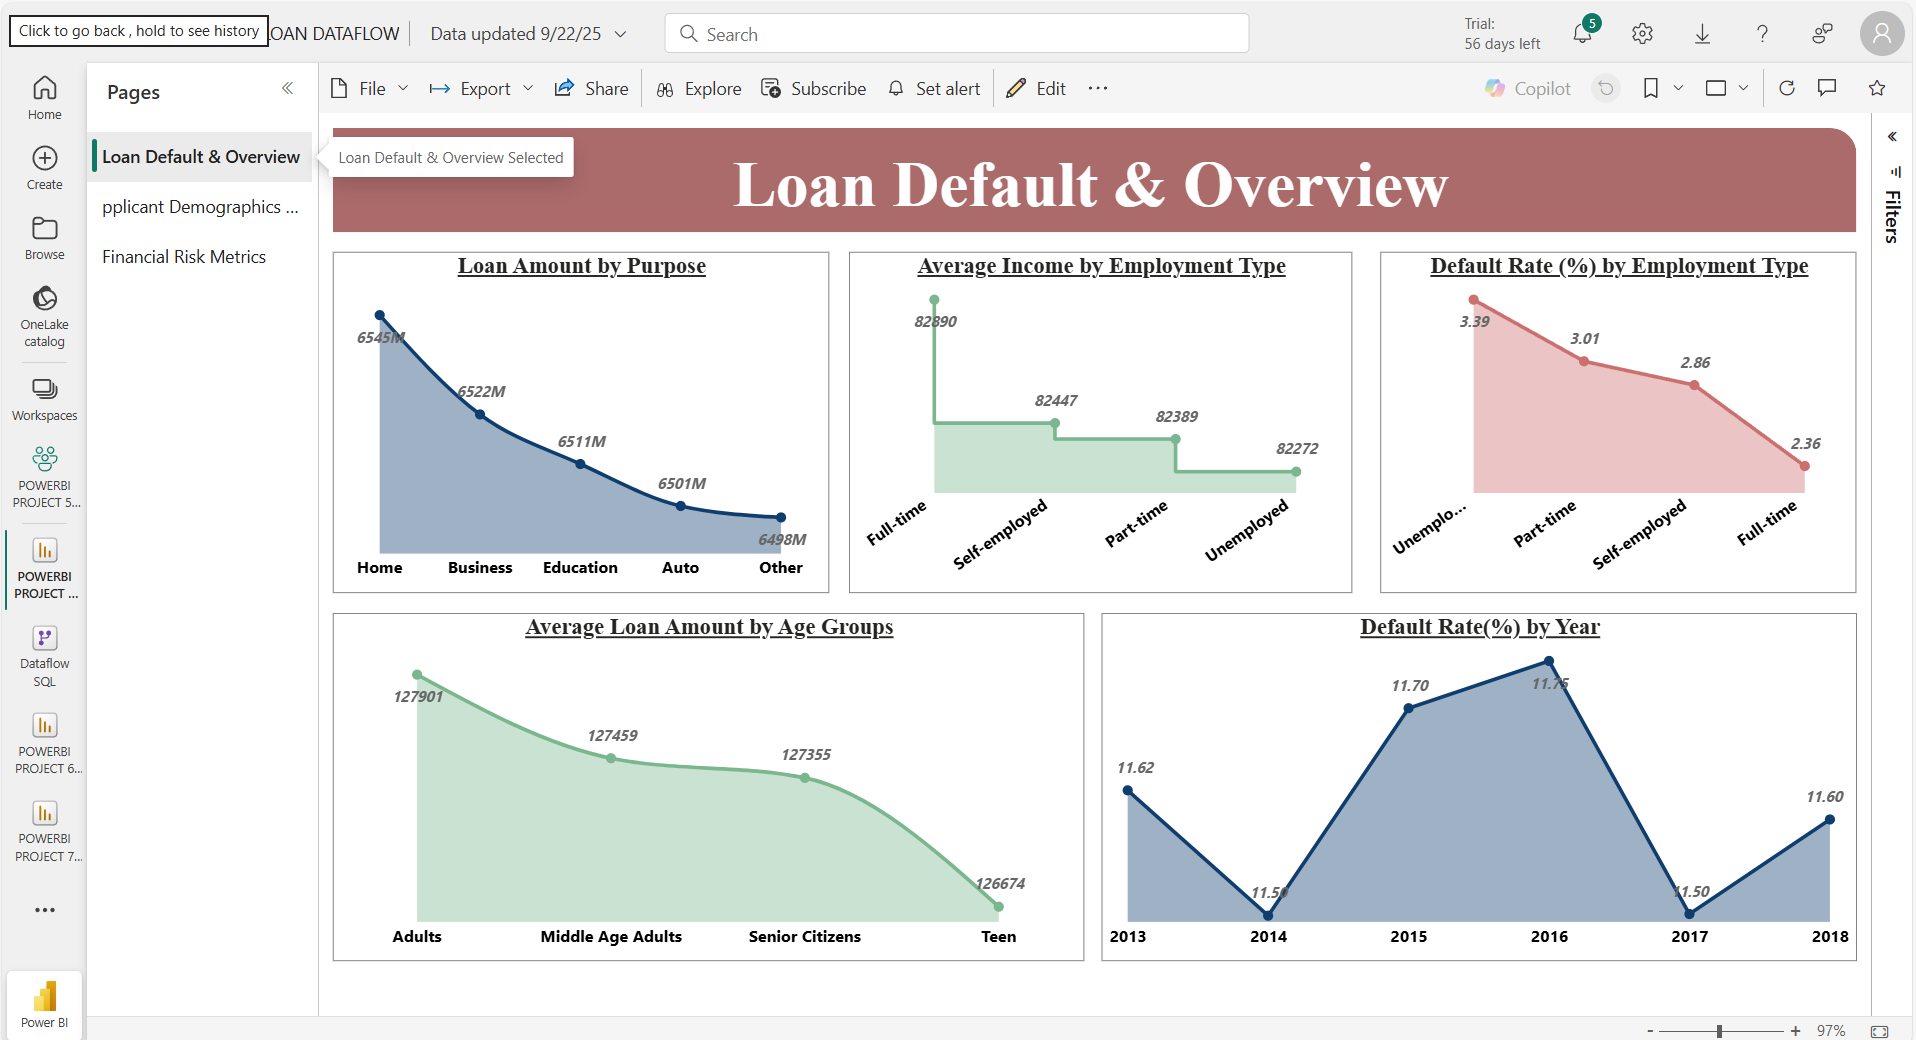 Click to go back , hold to see history
OAN DATAFLOW
Data updated 9/22/25
Search
Trial:
56 days left
5
Home
Create
Browse
OneLake
catalog
Workspaces
POWERBI
PROJECT 5...
POWERBI
PROJECT ...
Dataflow
SQL
POWERBI
PROJECT 6...
POWERBI
PROJECT 7...
Power BI
Pages
Loan Default & Overview
pplicant Demographics ...
Financial Risk Metrics
File
Export
Share
Explore
Subscribe
Set alert
Edit
Copilot
Loan Default & Overview Selected
Loan Default & Overview
Filters
Loan Amount by Purpose
6545M
6522M
6511M
6501M
6498M
Home Business Education Auto Other
Average Income by Employment Type
82890
82447
82389
82272
Full-time Self-employed Part-time Unemployed
Default Rate (%) by Employment Type
3.39
3.01
2.86
2.36
Unemplo... Part-time Self-employed Full-time
Average Loan Amount by Age Groups
127901
127459
127355
126674
Adults Middle Age Adults Senior Citizens Teen
Default Rate(%) by Year
11.62
11.50
11.70
11.75
11.50
11.60
2013 2014 2015 2016 2017 2018
- + 97%